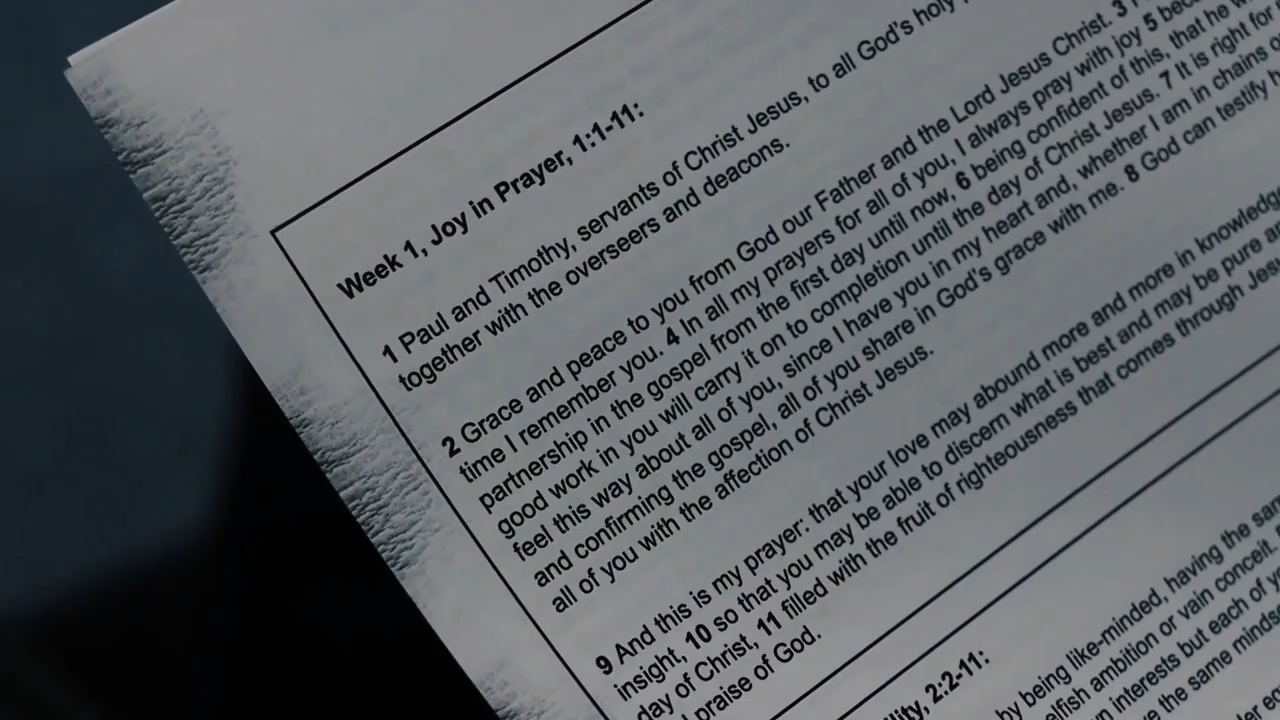 Week 1, Joy in Prayer, 1:1-11:
1 Paul and Timothy, servants of Christ Jesus, to all God's holy
together with the overseers and deacons.
2 Grace and peace to you from God our Father and the Lord Jesus Christ. 3
time I remember you. 4 In all my prayers for all of you, I always pray with joy 5
partnership in the gospel from the first day until now, 6 being confident of this, that he
good work in you will carry it on to completion until the day of Christ Jesus. 7 It is right for
feel this way about all of you, since I have you in my heart and, whether I am in chains
and confirming the gospel, all of you share in God's grace with me. 8 God can testify
all of you with the affection of Christ Jesus.
9 And this is my prayer: that your love may abound more and more in
insight, 10 so that you may be able to discern what is best and may be pure
day of Christ, 11 filled with the fruit of righteousness that comes through
praise of God.
2:2-11:
by being like-minded, having the
ambition or vain conceit.
interests but each of
the same